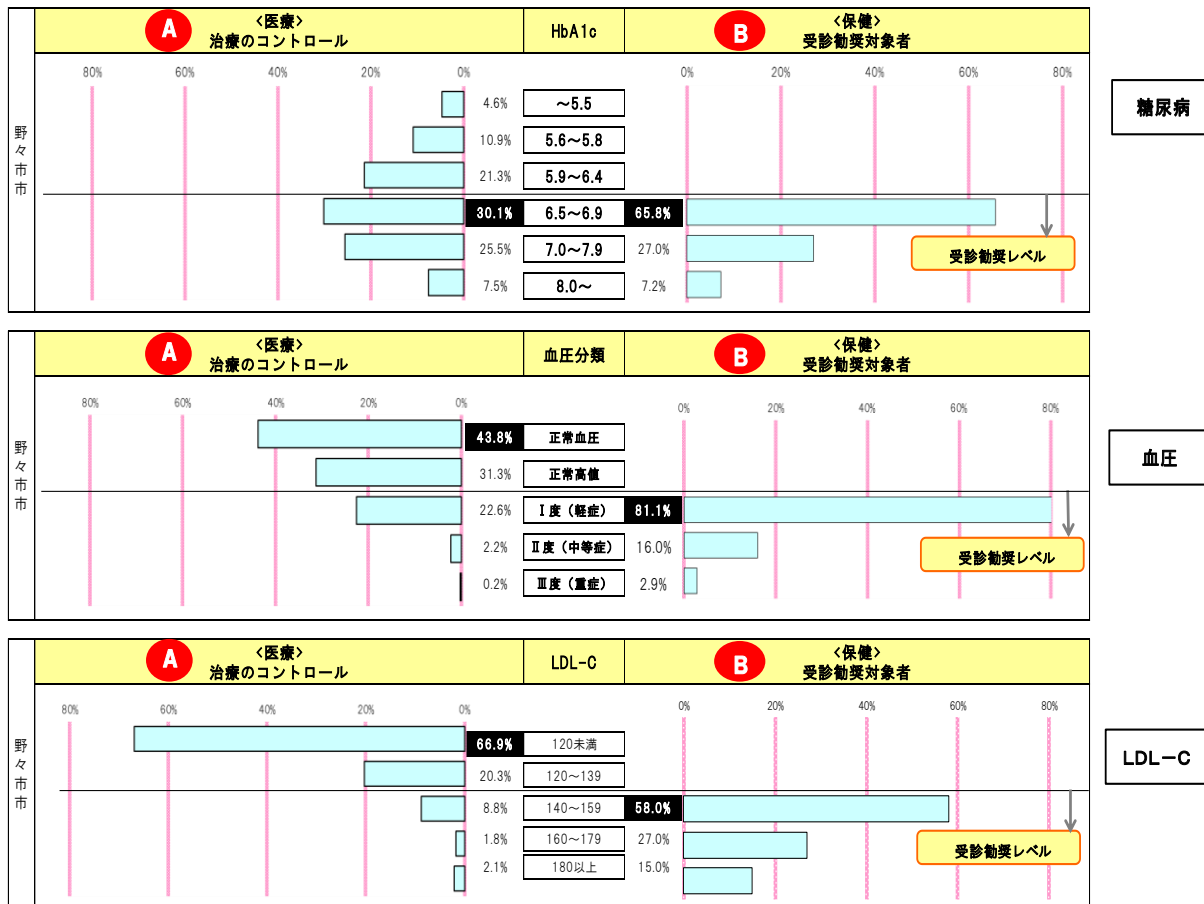 A
<医療>
治療のコントロール
HbA1c
B
<保健>
受診勧奨対象者
80% 60% 40% 20% 0%
0% 20% 40% 60% 80%
野々市市
4.6% ～5.5
10.9% 5.6～5.8
21.3% 5.9～6.4
30.1% 6.5～6.9 65.8%
25.5% 7.0～7.9 27.0%
7.5% 8.0～ 7.2%
受診勧奨レベル
糖尿病
A
<医療>
治療のコントロール
血圧分類
B
<保健>
受診勧奨対象者
80% 60% 40% 20% 0%
0% 20% 40% 60% 80%
野々市市
43.8% 正常血圧
31.3% 正常高値
22.6% Ⅰ度（軽症） 81.1%
2.2% Ⅱ度（中等症） 16.0%
0.2% Ⅲ度（重症） 2.9%
受診勧奨レベル
血圧
A
<医療>
治療のコントロール
LDL-C
B
<保健>
受診勧奨対象者
80% 60% 40% 20% 0%
0% 20% 40% 60% 80%
野々市市
66.9% 120未満
20.3% 120～139
8.8% 140～159 58.0%
1.8% 160～179 27.0%
2.1% 180以上 15.0%
受診勧奨レベル
LDL－C